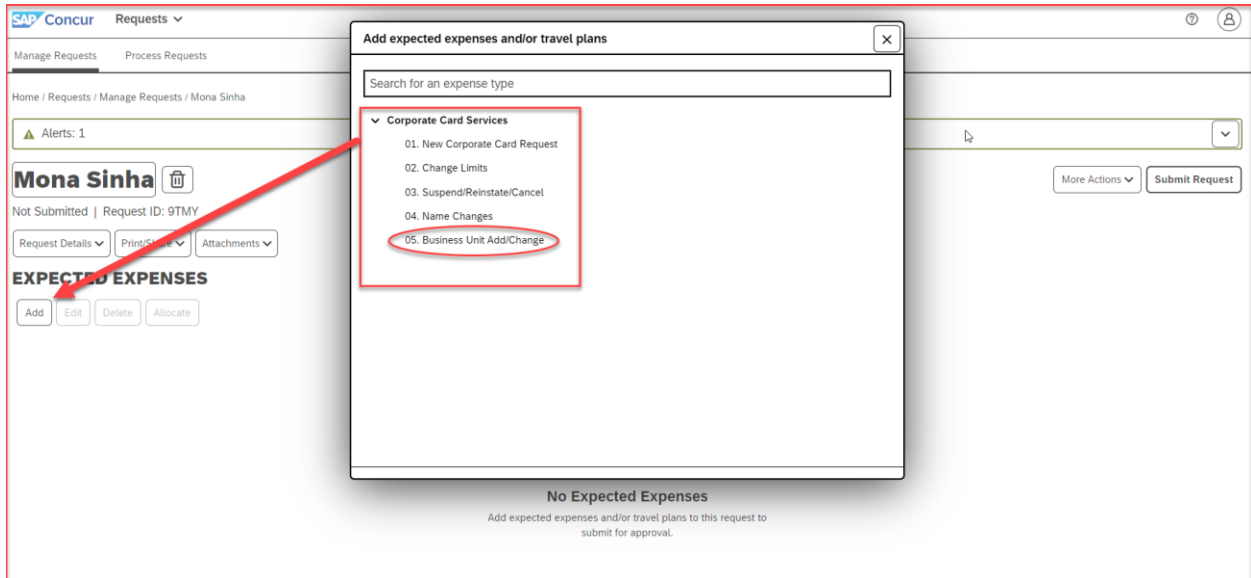 SAP Concur Requests
Manage Requests Process Requests
Home / Requests / Manage Requests / Mona Sinha
Alerts: 1
Mona Sinha
More Actions Submit Request
Not Submitted | Request ID: 9TMY
Request Details Print/Share Attachments
EXPECTED EXPENSES
Add Edit Delete Allocate
Add expected expenses and/or travel plans
Search for an expense type
Corporate Card Services
01. New Corporate Card Request
02. Change Limits
03. Suspend/Reinstate/Cancel
04. Name Changes
05. Business Unit Add/Change
No Expected Expenses
Add expected expenses and/or travel plans to this request to
submit for approval.